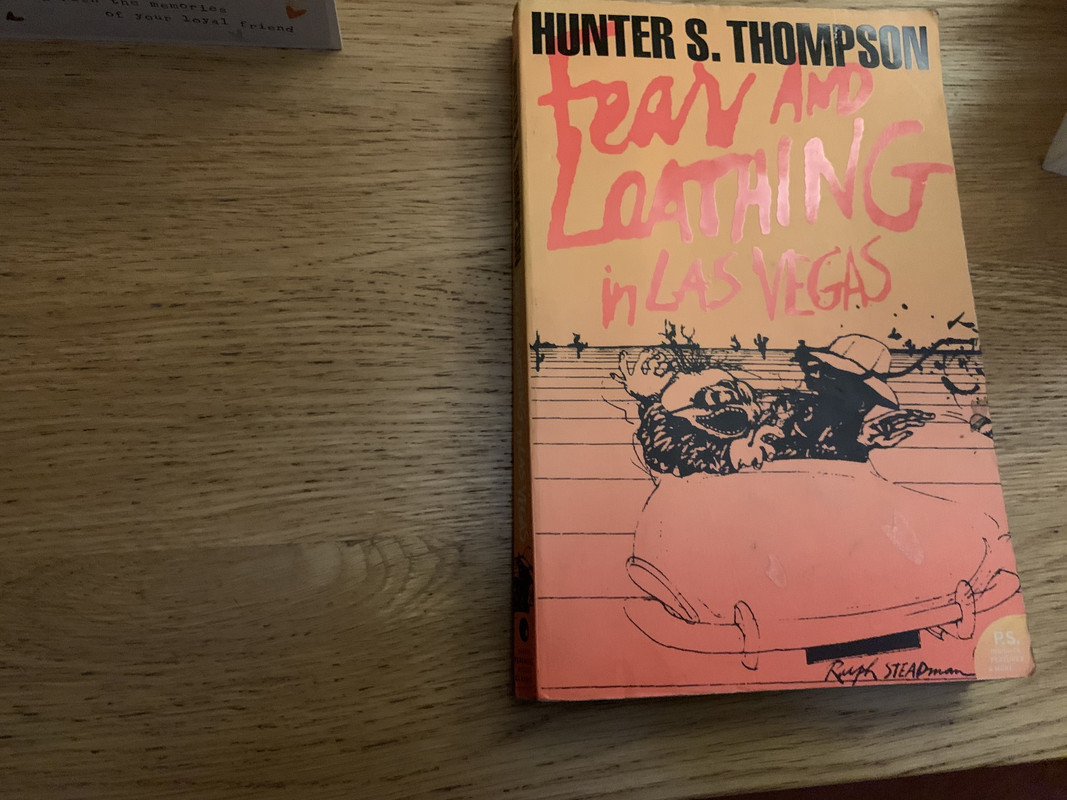 the memories
of your loyal friend
HUNTER S. THOMPSON
Fear AND
LOATHING
in LAS VEGAS
Ralph STEADman
P.S.